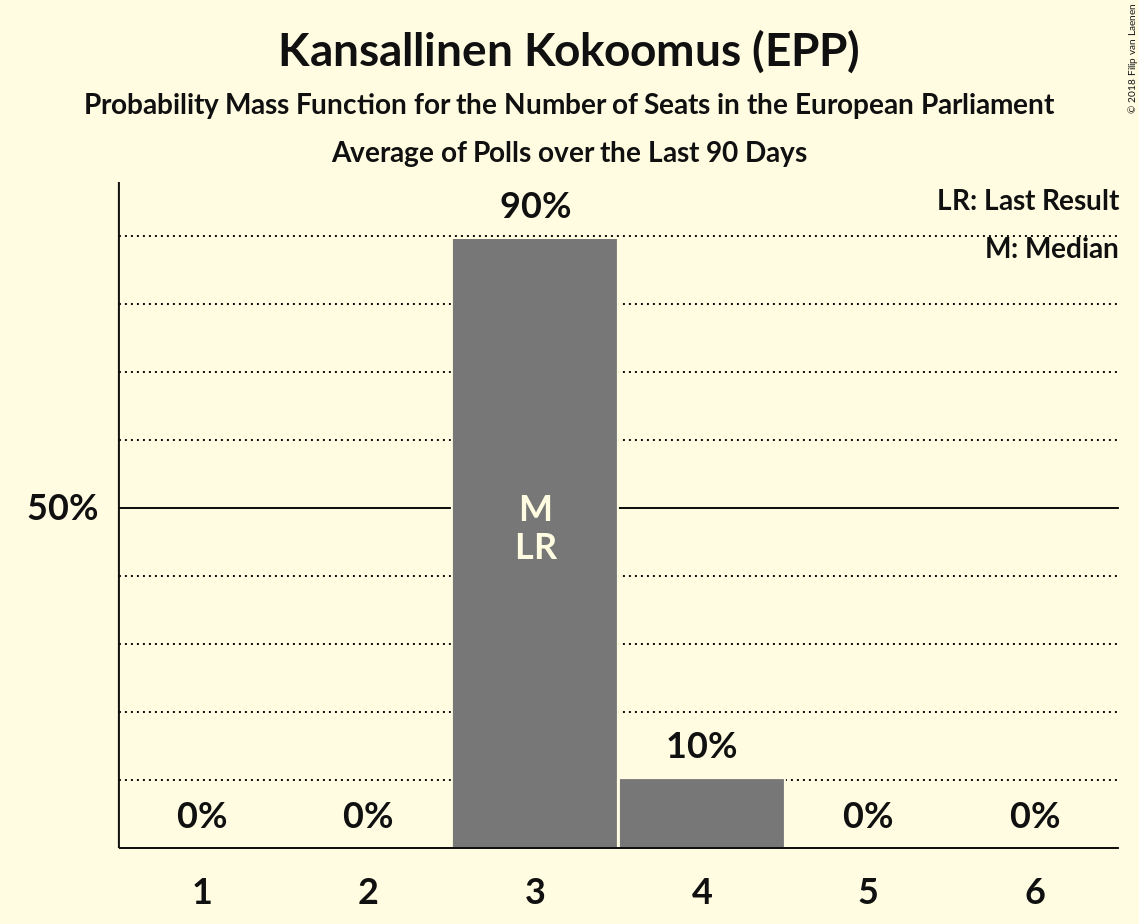 Kansallinen Kokoomus (EPP)
Probability Mass Function for the Number of Seats in the European Parliament
Average of Polls over the Last 90 Days
© 2018 Filip van Laenen
LR: Last Result
M: Median
90%
50%
M
LR
10%
0%
0%
0%
0%
1
2
3
4
5
6